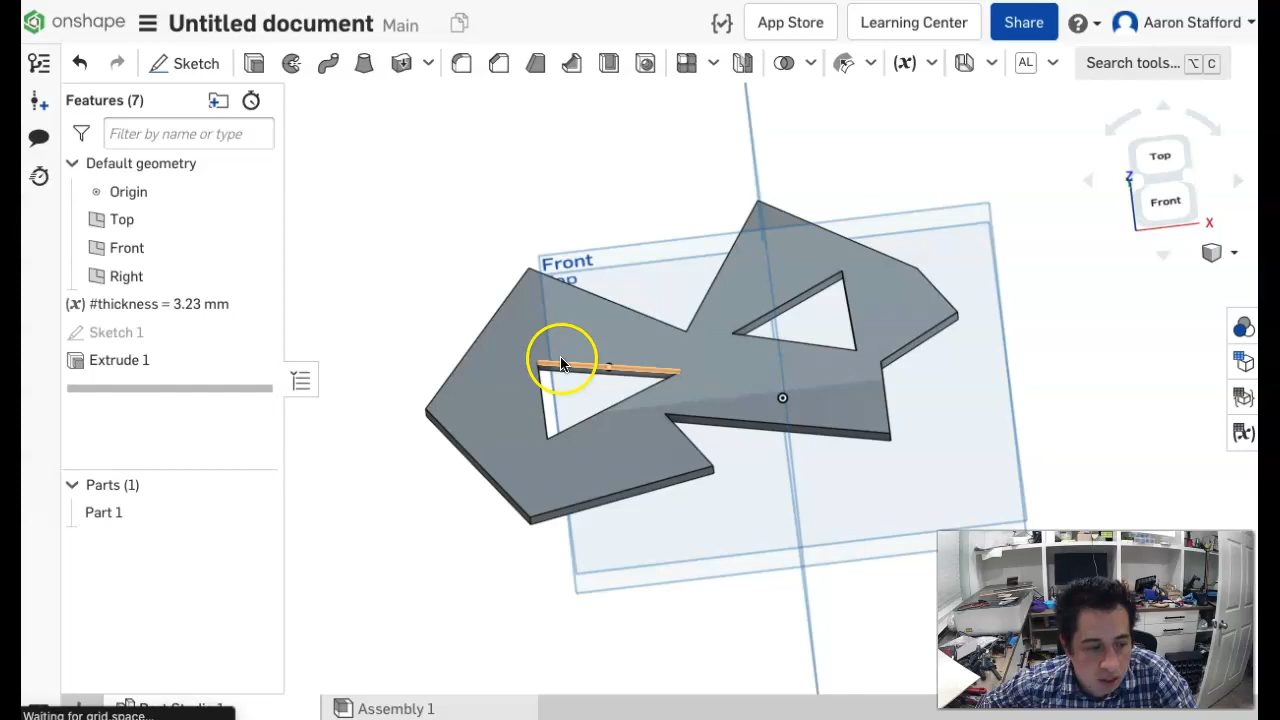 onshape
Untitled document Main
App Store
Learning Center
Share
Aaron Stafford
Sketch
(x)
AL
Search tools... ⌥ C
Features (7)
Filter by name or type
Default geometry
Origin
Top
Front
Right
(x) #thickness = 3.23 mm
Sketch 1
Extrude 1
Parts (1)
Part 1
Front
Top
Front
Z
X
Assembly 1
Waiting for grid.space...